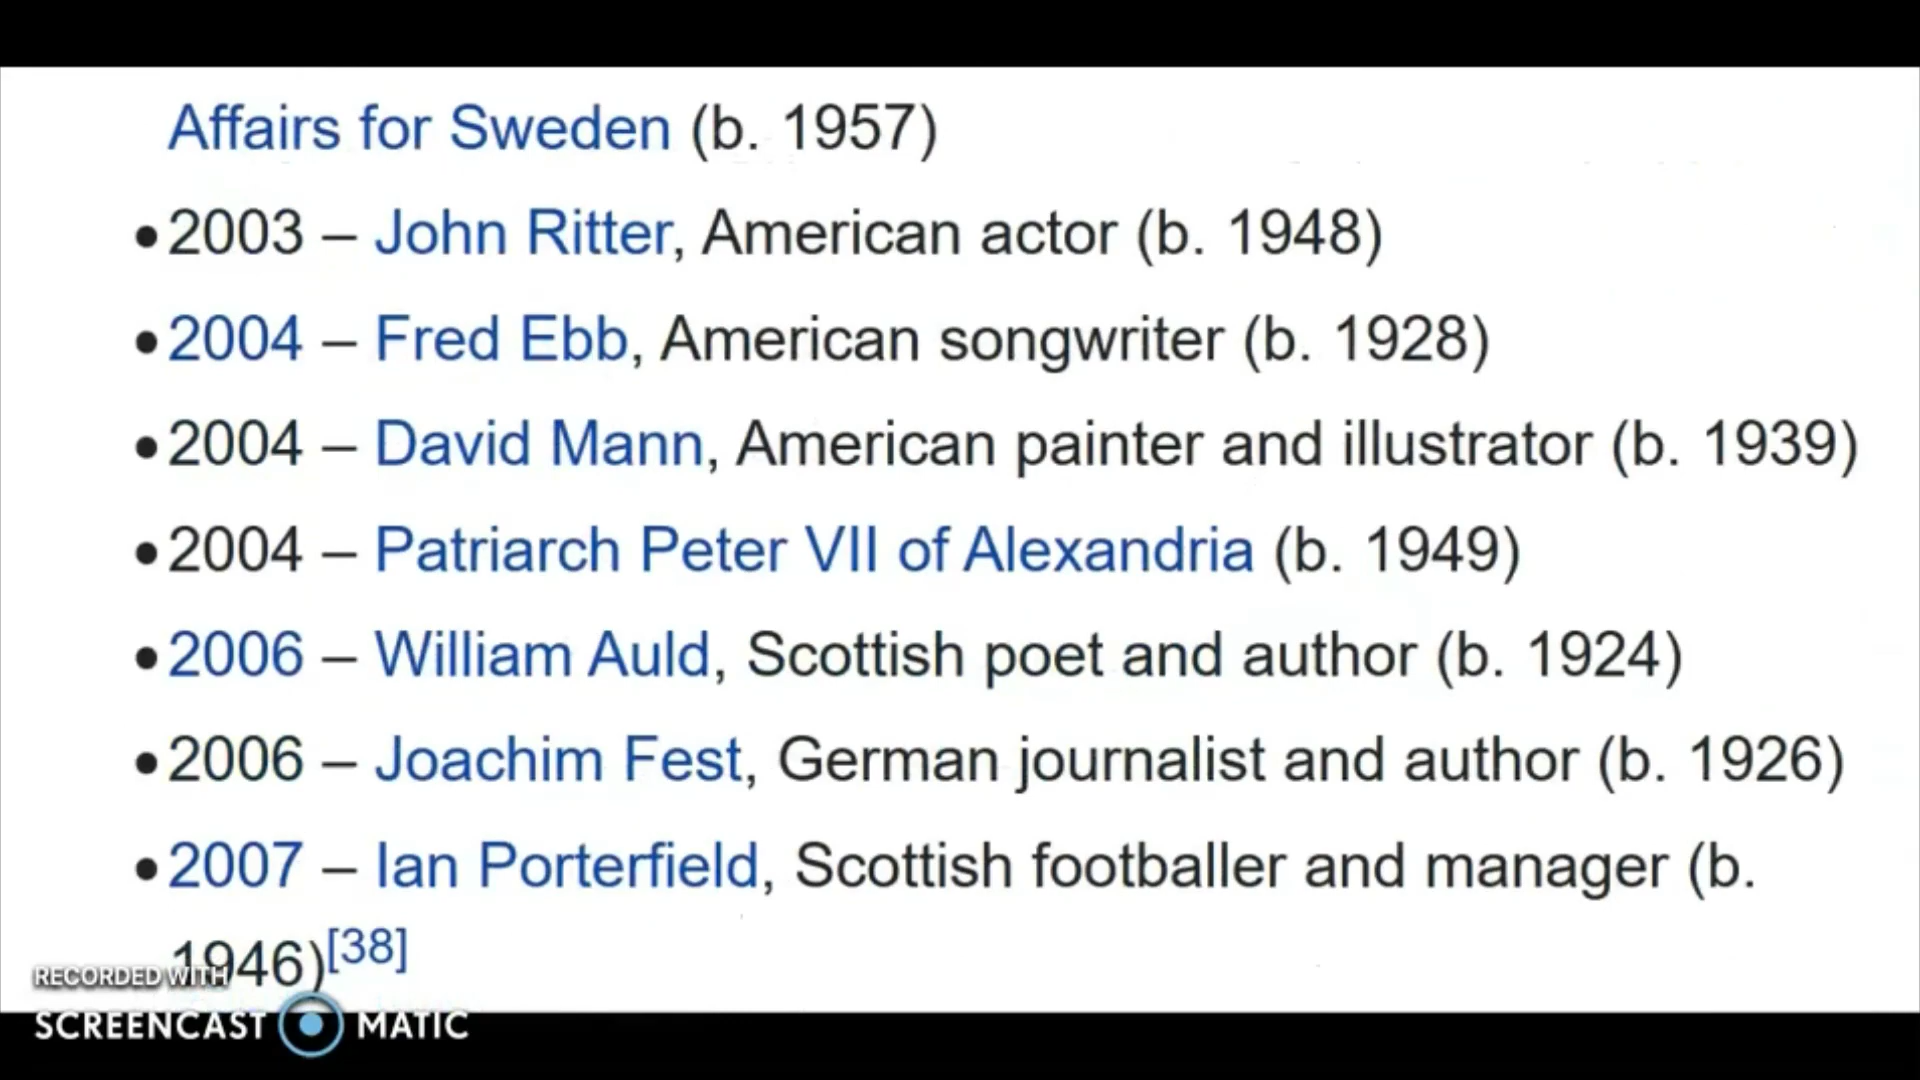 Affairs for Sweden (b. 1957)
• 2003 – John Ritter, American actor (b. 1948)
• 2004 – Fred Ebb, American songwriter (b. 1928)
• 2004 – David Mann, American painter and illustrator (b. 1939)
• 2004 – Patriarch Peter VII of Alexandria (b. 1949)
• 2006 – William Auld, Scottish poet and author (b. 1924)
• 2006 – Joachim Fest, German journalist and author (b. 1926)
• 2007 – Ian Porterfield, Scottish footballer and manager (b.
1946)[38]
RECORDED WITH
SCREENCAST MATIC